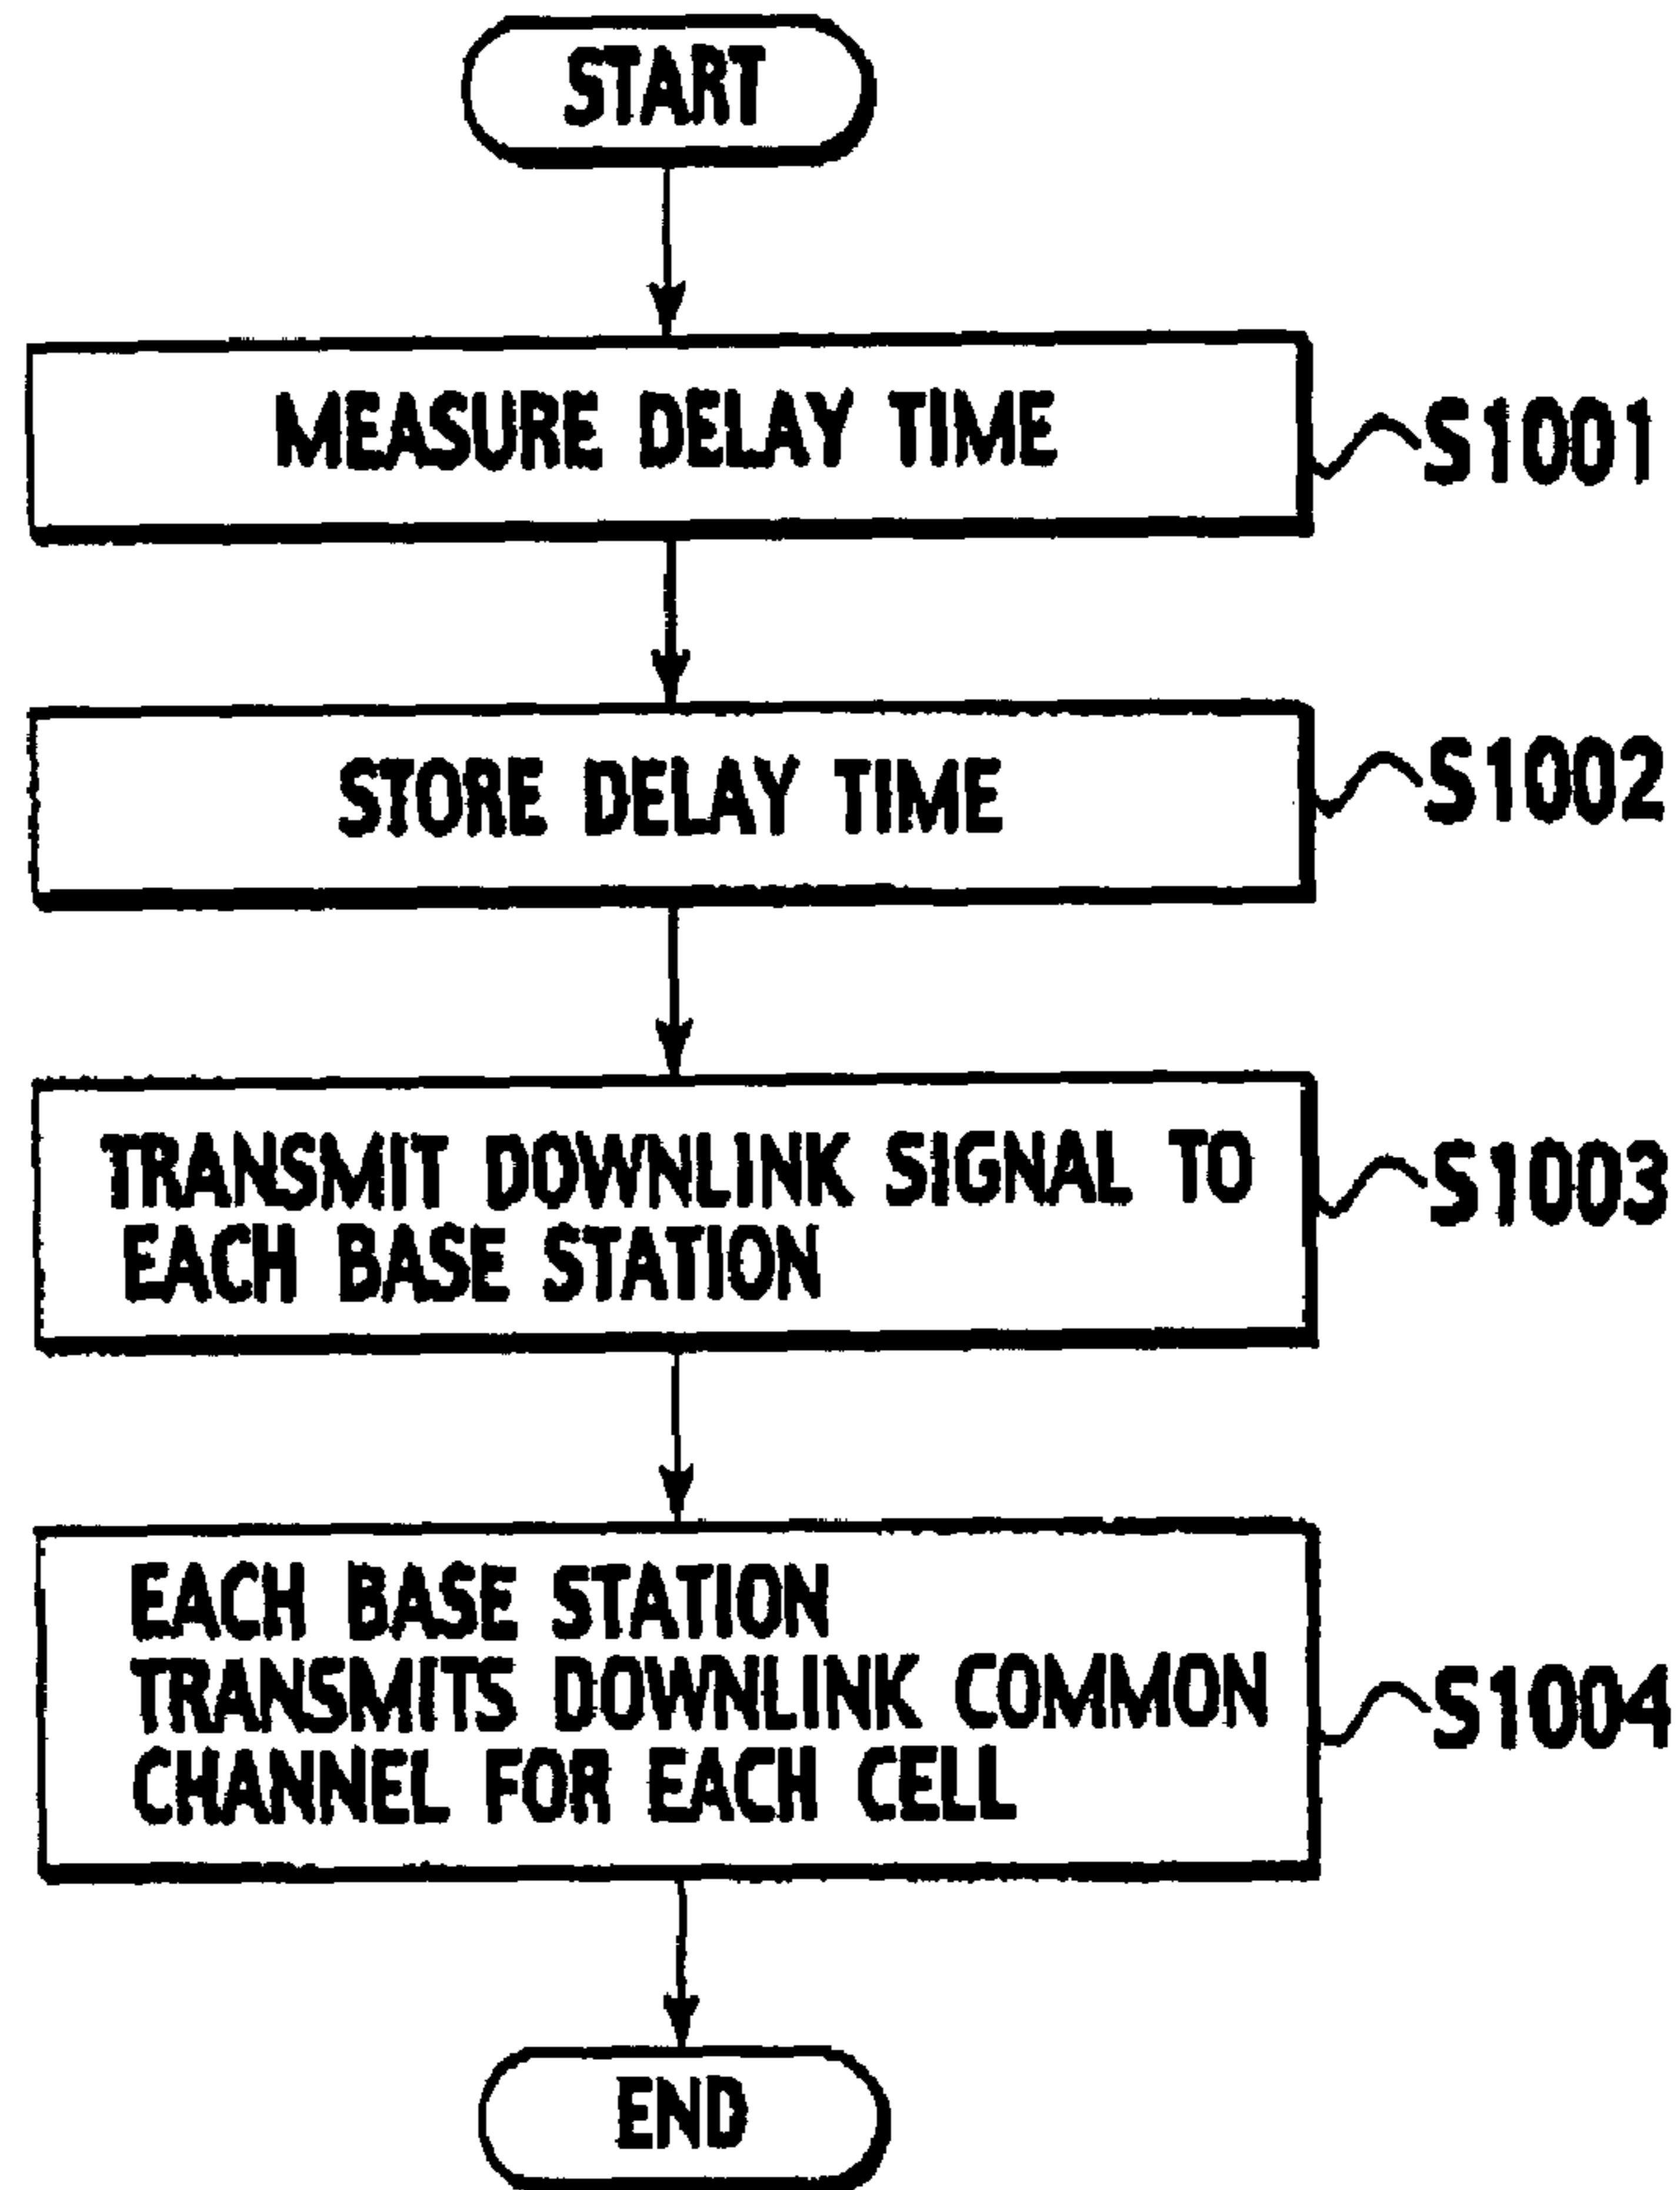 START
MEASURE DELAY TIME
S1001
STORE DELAY TIME
S1002
TRANSMIT DOWNLINK SIGNAL TO
EACH BASE STATION
S1003
EACH BASE STATION
TRANSMITS DOWNLINK COMMON
CHANNEL FOR EACH CELL
S1004
END